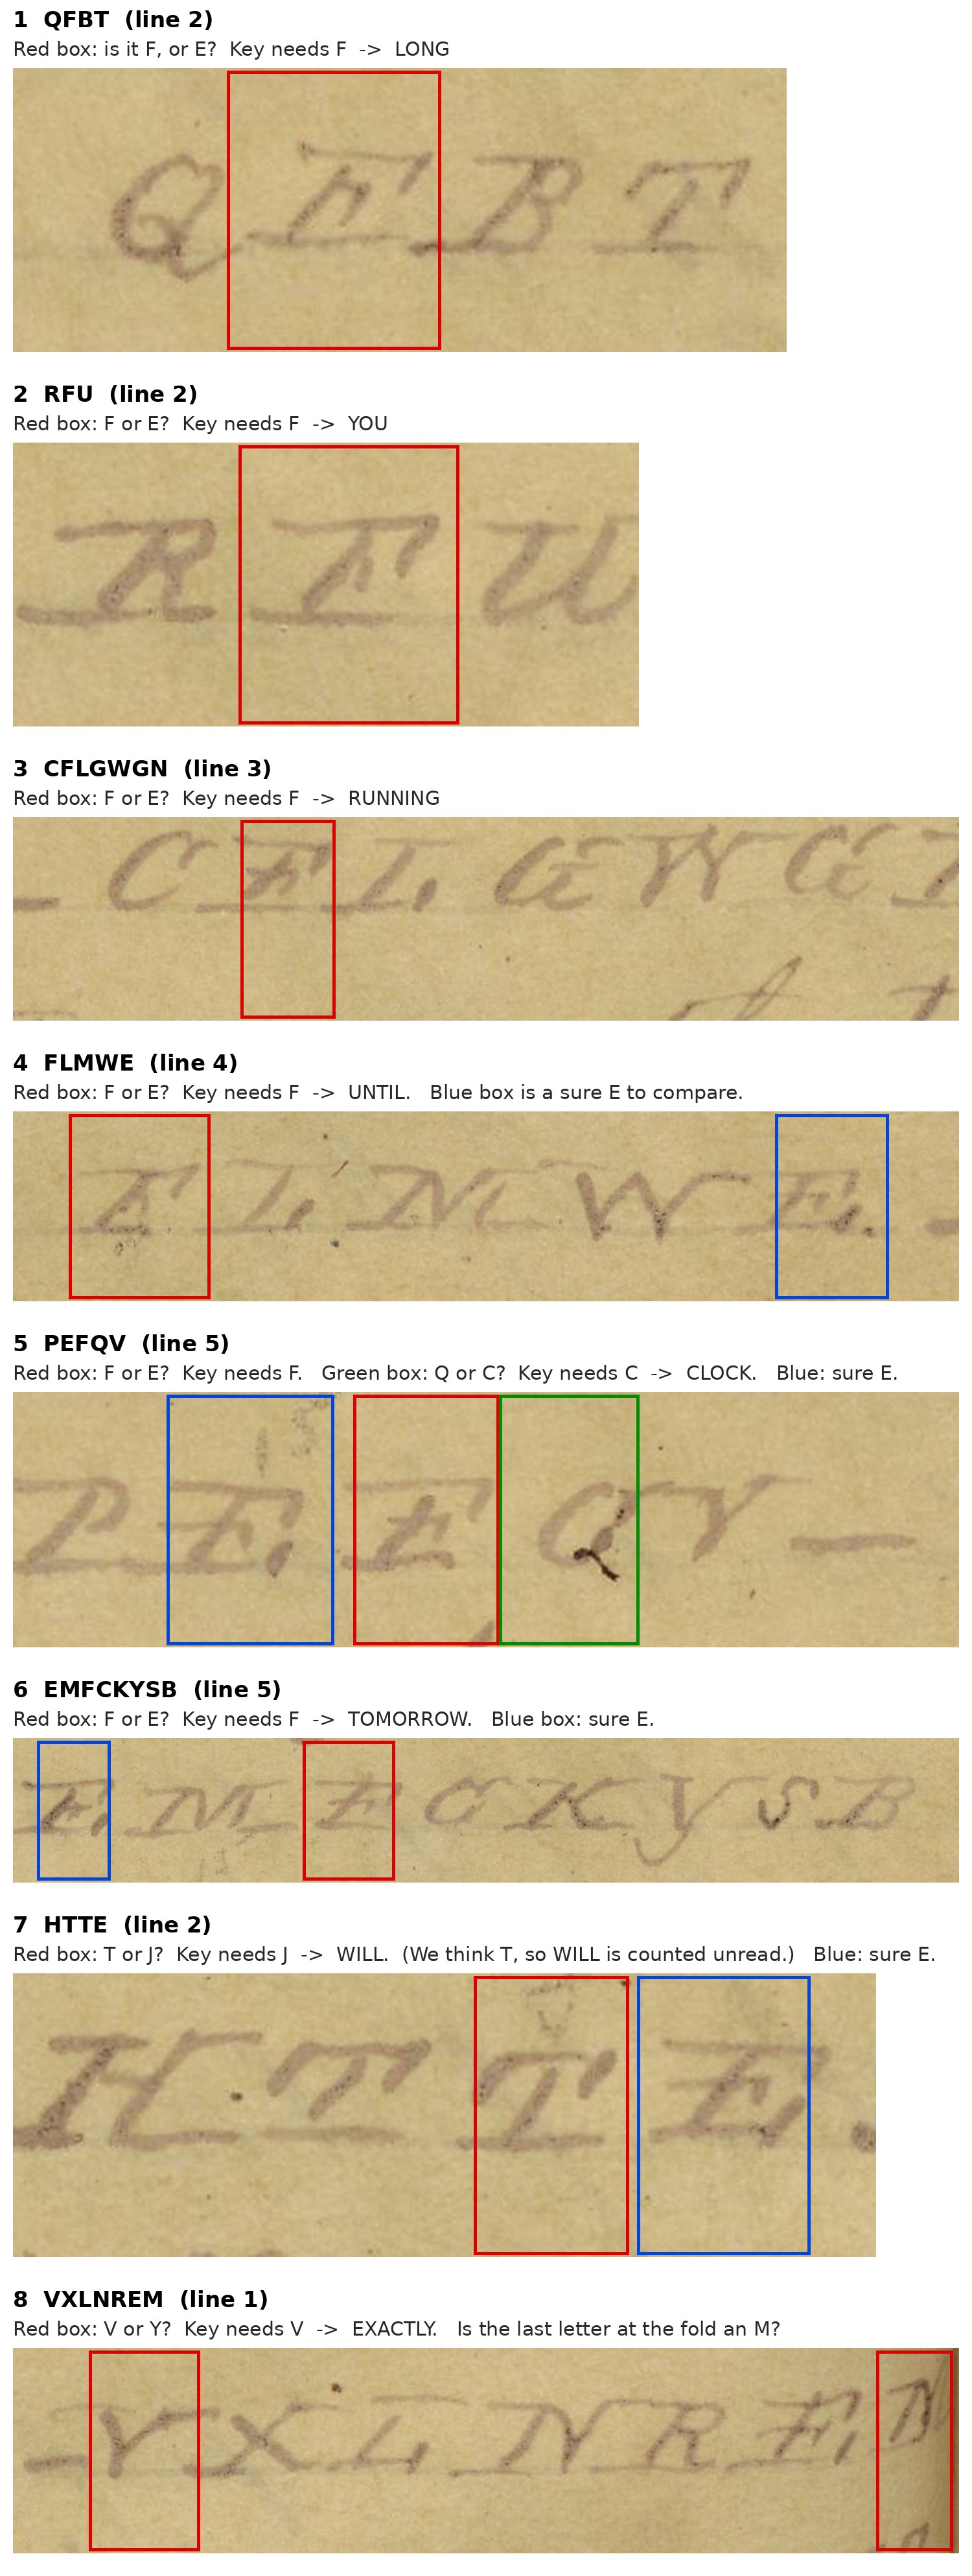 1 QFBT (line 2)
Red box: is it F, or E? Key needs F -> LONG
Q F B T
2 RFU (line 2)
Red box: F or E? Key needs F -> YOU
R F U
3 CFLGWGN (line 3)
Red box: F or E? Key needs F -> RUNNING
C F L G W G
4 FLMWE (line 4)
Red box: F or E? Key needs F -> UNTIL. Blue box is a sure E to compare.
F L M W E
5 PEFQV (line 5)
Red box: F or E? Key needs F. Green box: Q or C? Key needs C -> CLOCK. Blue: sure E.
P E F Q V
6 EMFCKYSB (line 5)
Red box: F or E? Key needs F -> TOMORROW. Blue box: sure E.
E M F C K Y S B
7 HTTE (line 2)
Red box: T or J? Key needs J -> WILL. (We think T, so WILL is counted unread.) Blue: sure E.
H T T E
8 VXLNREM (line 1)
Red box: V or Y? Key needs V -> EXACTLY. Is the last letter at the fold an M?
V X L N R E